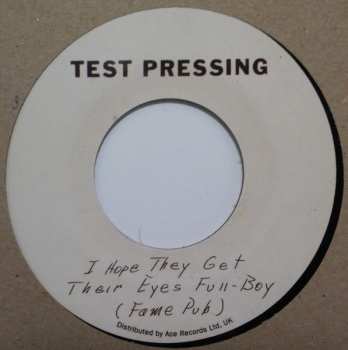 TEST PRESSING
I Hope They Get
Their Eyes Full-Boy
(Fame Pub)
Distributed by Ace Records Ltd, UK